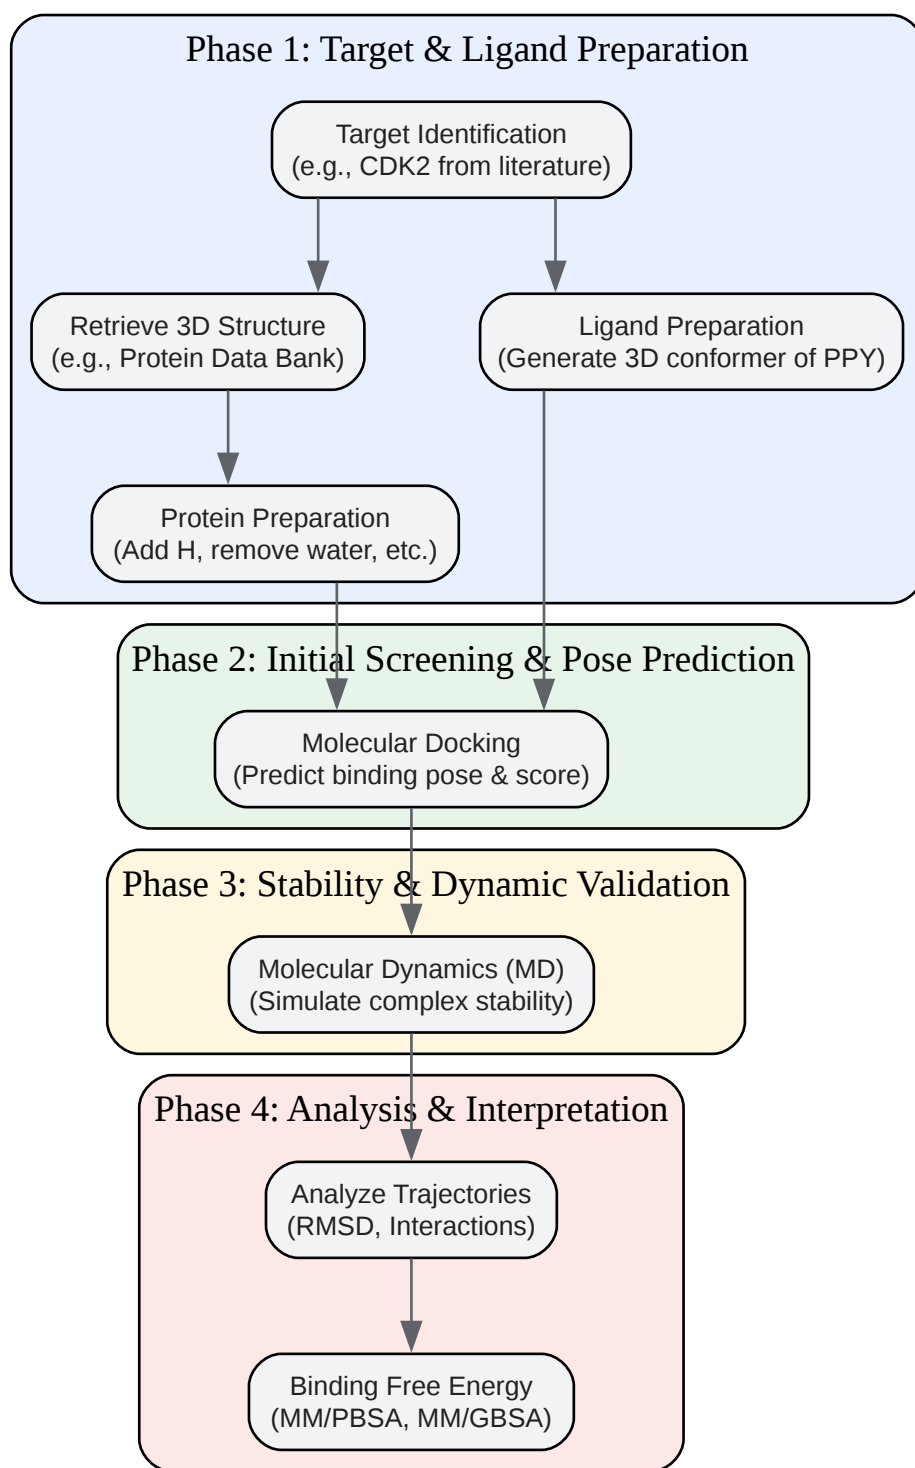 Phase 1: Target & Ligand Preparation
Target Identification
(e.g., CDK2 from literature)
Retrieve 3D Structure
(e.g., Protein Data Bank)
Ligand Preparation
(Generate 3D conformer of PPY)
Protein Preparation
(Add H, remove water, etc.)
Phase 2: Initial Screening & Pose Prediction
Molecular Docking
(Predict binding pose & score)
Phase 3: Stability & Dynamic Validation
Molecular Dynamics (MD)
(Simulate complex stability)
Phase 4: Analysis & Interpretation
Analyze Trajectories
(RMSD, Interactions)
Binding Free Energy
(MM/PBSA, MM/GBSA)